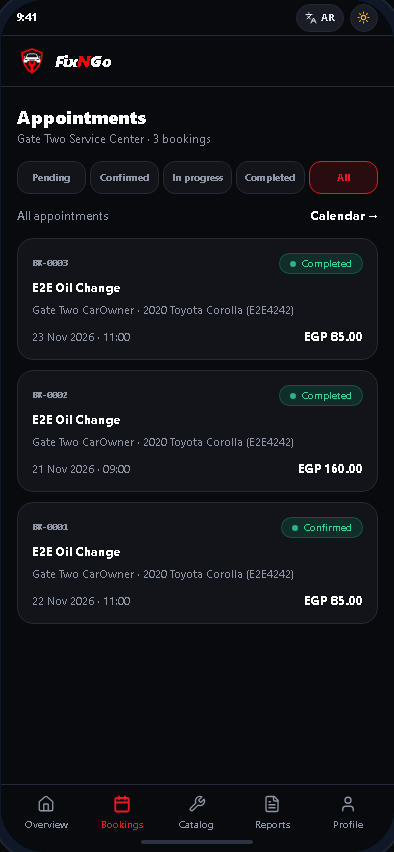 9:41
AR
FixNGo
Appointments
Gate Two Service Center · 3 bookings
Pending
Confirmed
In progress
Completed
All
All appointments
Calendar →
BK-0003
Completed
E2E Oil Change
Gate Two CarOwner · 2020 Toyota Corolla (E2E4242)
23 Nov 2026 · 11:00
EGP 85.00
BK-0002
Completed
E2E Oil Change
Gate Two CarOwner · 2020 Toyota Corolla (E2E4242)
21 Nov 2026 · 09:00
EGP 160.00
BK-0001
Confirmed
E2E Oil Change
Gate Two CarOwner · 2020 Toyota Corolla (E2E4242)
22 Nov 2026 · 11:00
EGP 85.00
Overview
Bookings
Catalog
Reports
Profile